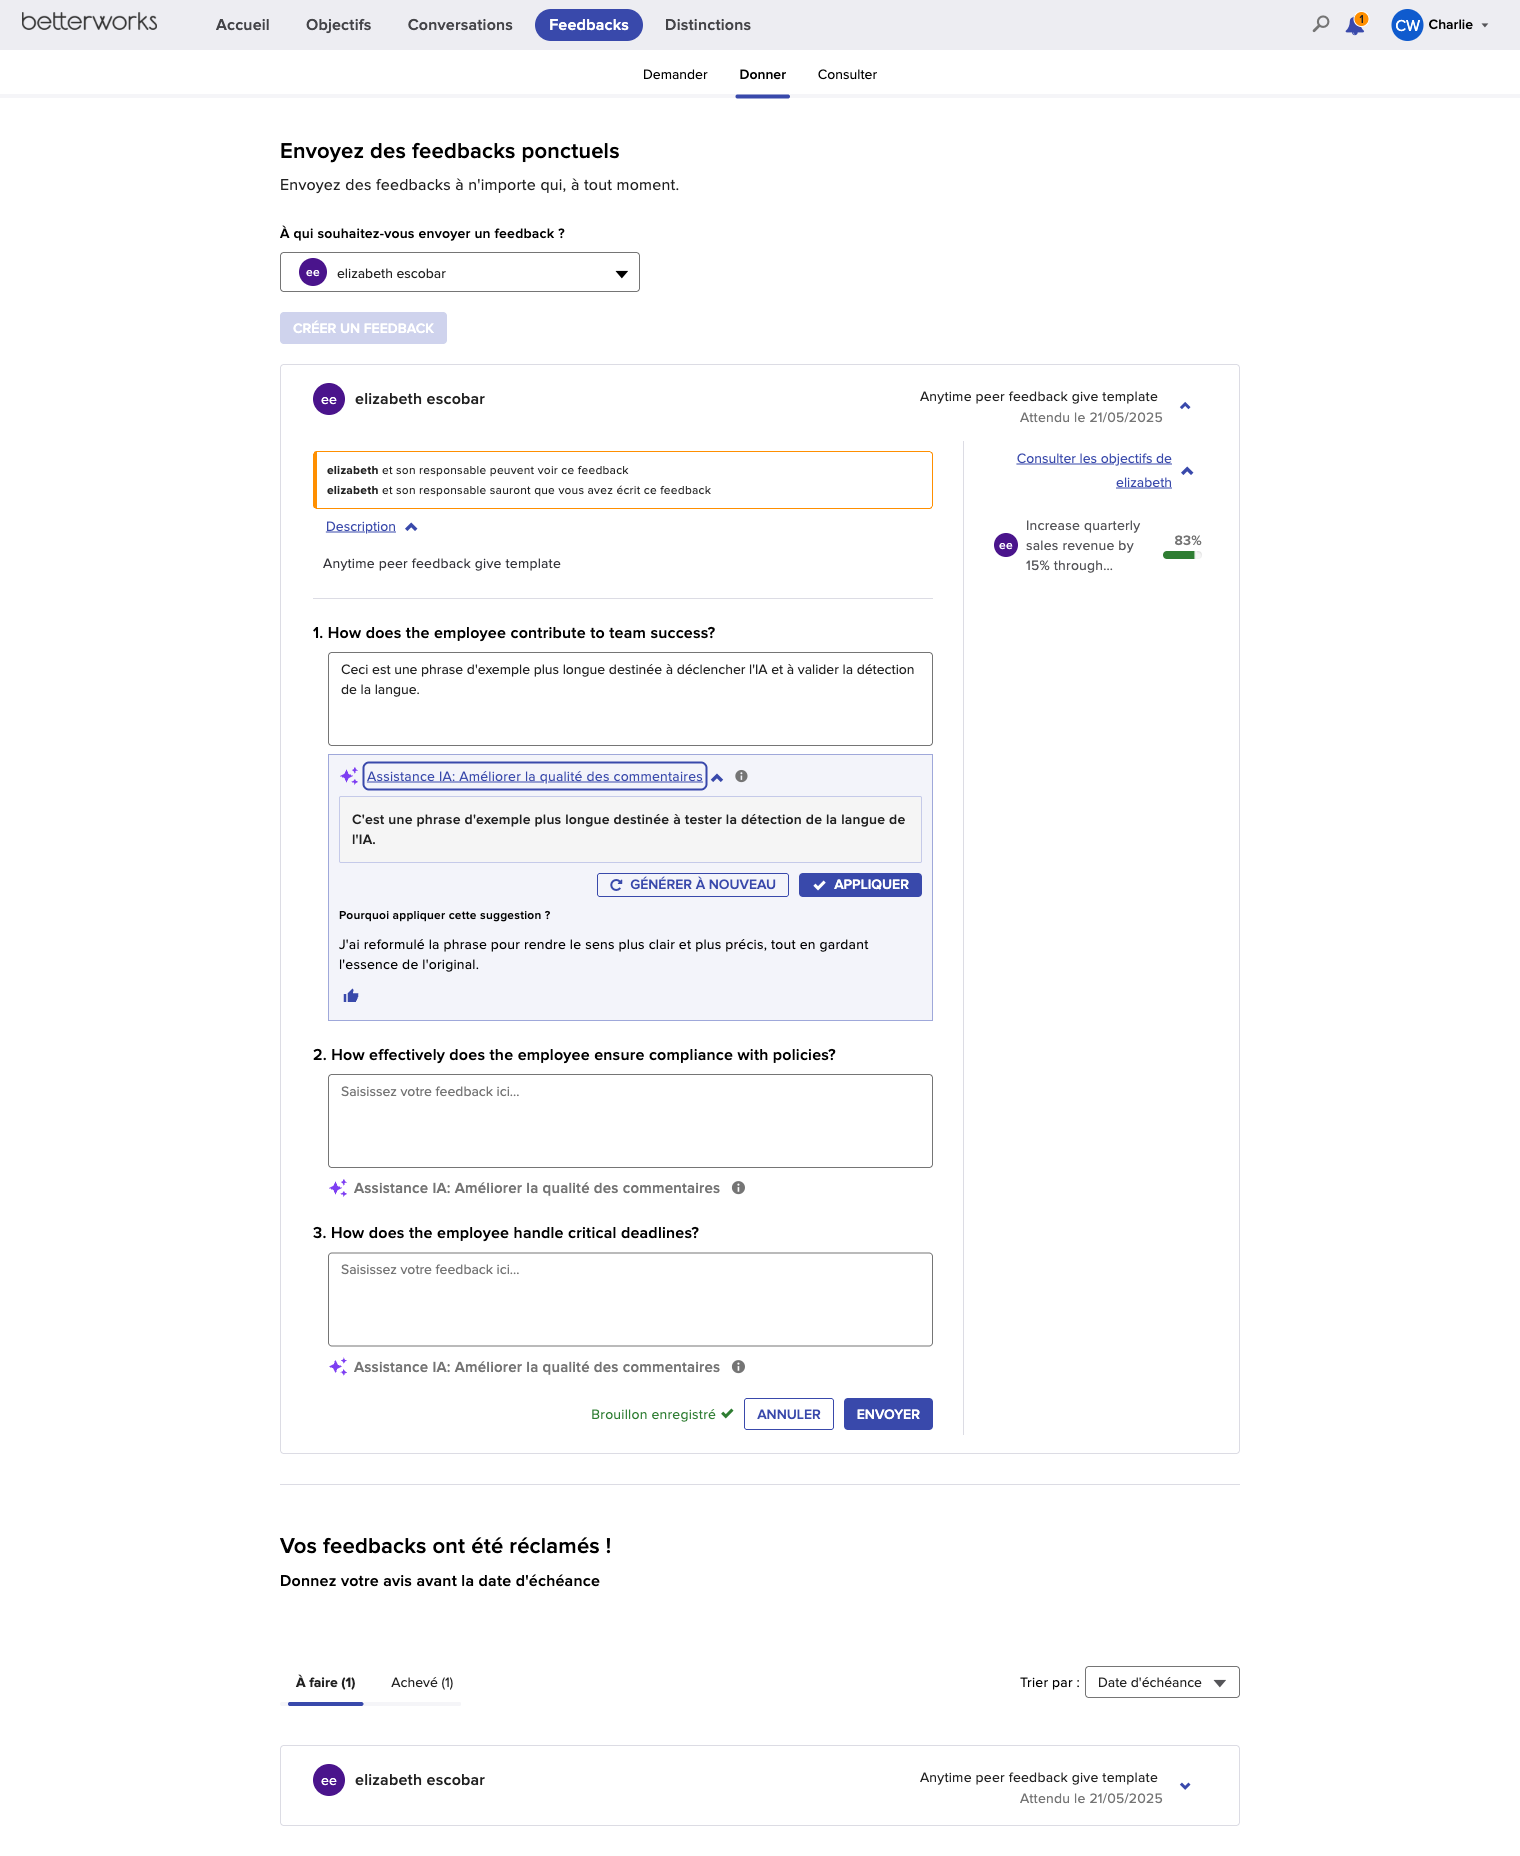 betterworks
Accueil
Objectifs
Conversations
Feedbacks
Distinctions
1
CW
Charlie
Demander
Donner
Consulter
Envoyez des feedbacks ponctuels
Envoyez des feedbacks à n'importe qui, à tout moment.
À qui souhaitez-vous envoyer un feedback ?
ee
elizabeth escobar
CRÉER UN FEEDBACK
ee
elizabeth escobar
Anytime peer feedback give template
Attendu le 21/05/2025
elizabeth et son responsable peuvent voir ce feedback
elizabeth et son responsable sauront que vous avez écrit ce feedback
Description
Anytime peer feedback give template
Consulter les objectifs de
elizabeth
ee
Increase quarterly
sales revenue by
15% through...
83%
1. How does the employee contribute to team success?
Ceci est une phrase d'exemple plus longue destinée à déclencher l'IA et à valider la détection
de la langue.
Assistance IA: Améliorer la qualité des commentaires
C'est une phrase d'exemple plus longue destinée à tester la détection de la langue de
l'IA.
GÉNÉRER À NOUVEAU
APPLIQUER
Pourquoi appliquer cette suggestion ?
J'ai reformulé la phrase pour rendre le sens plus clair et plus précis, tout en gardant
l'essence de l'original.
2. How effectively does the employee ensure compliance with policies?
Saisissez votre feedback ici...
Assistance IA: Améliorer la qualité des commentaires
3. How does the employee handle critical deadlines?
Saisissez votre feedback ici...
Assistance IA: Améliorer la qualité des commentaires
Brouillon enregistré
ANNULER
ENVOYER
Vos feedbacks ont été réclamés !
Donnez votre avis avant la date d'échéance
À faire (1)
Achevé (1)
Trier par :
Date d'échéance
ee
elizabeth escobar
Anytime peer feedback give template
Attendu le 21/05/2025